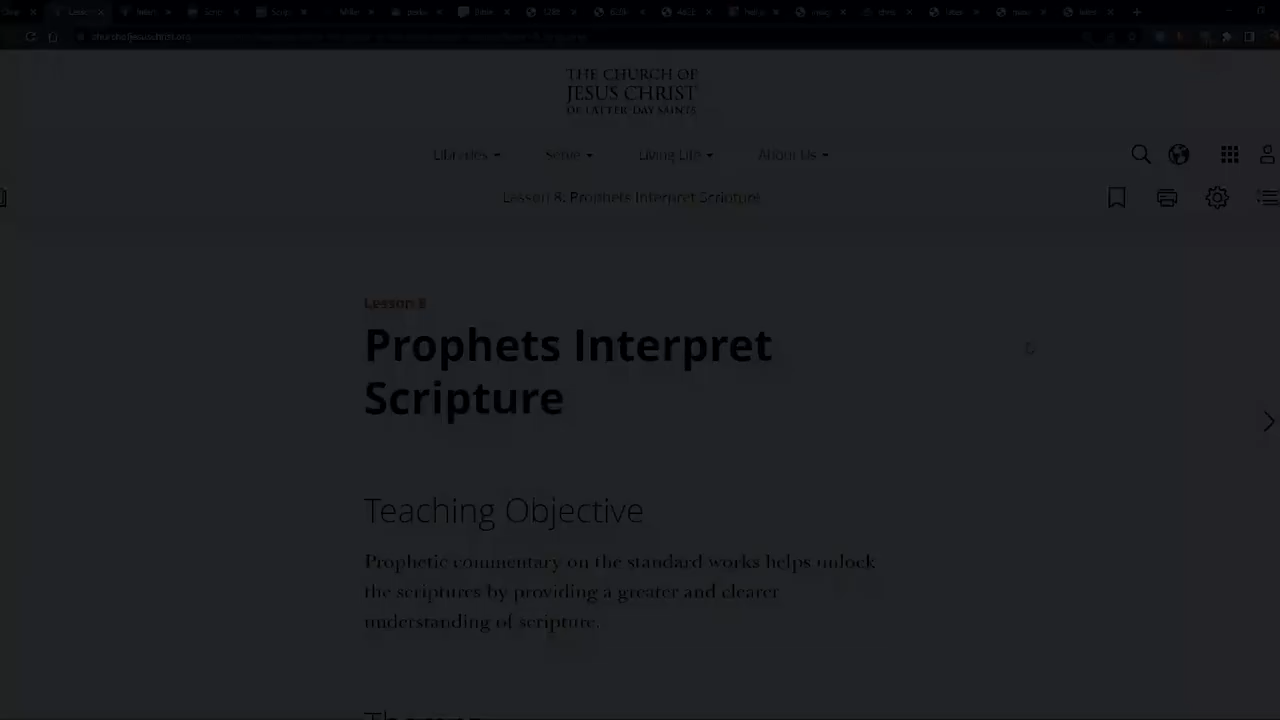 churchofjesuschrist.org
THE CHURCH OF
JESUS CHRIST
OF LATTER-DAY SAINTS
Libraries Serve Living Life About Us
Lesson 8: Prophets Interpret Scripture
Lesson 8
Prophets Interpret
Scripture
Teaching Objective
Prophetic commentary on the standard works helps unlock
the scriptures by providing a greater and clearer
understanding of scripture.